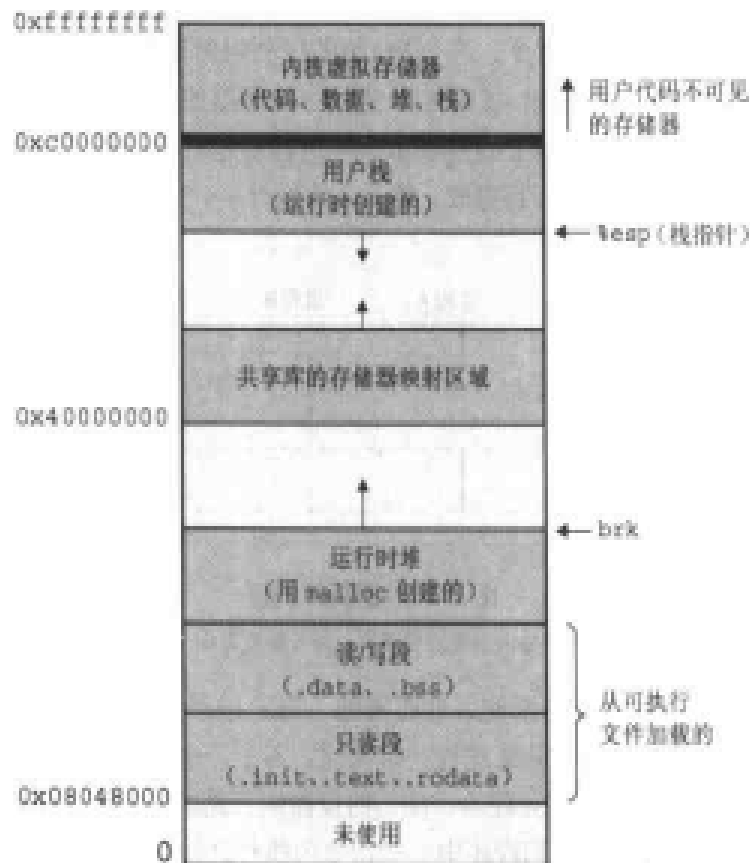 0xffffffff
内核虚拟存储器
（代码、数据、堆、栈）
用户代码不可见
的存储器
0xc0000000
用户栈
（运行时创建的）
%esp（栈指针）
共享库的存储器映射区域
0x40000000
brk
运行时堆
（用 malloc 创建的）
读/写段
（.data、.bss）
从可执行
文件加载的
只读段
（.init..text..rodata）
0x08048000
未使用
0